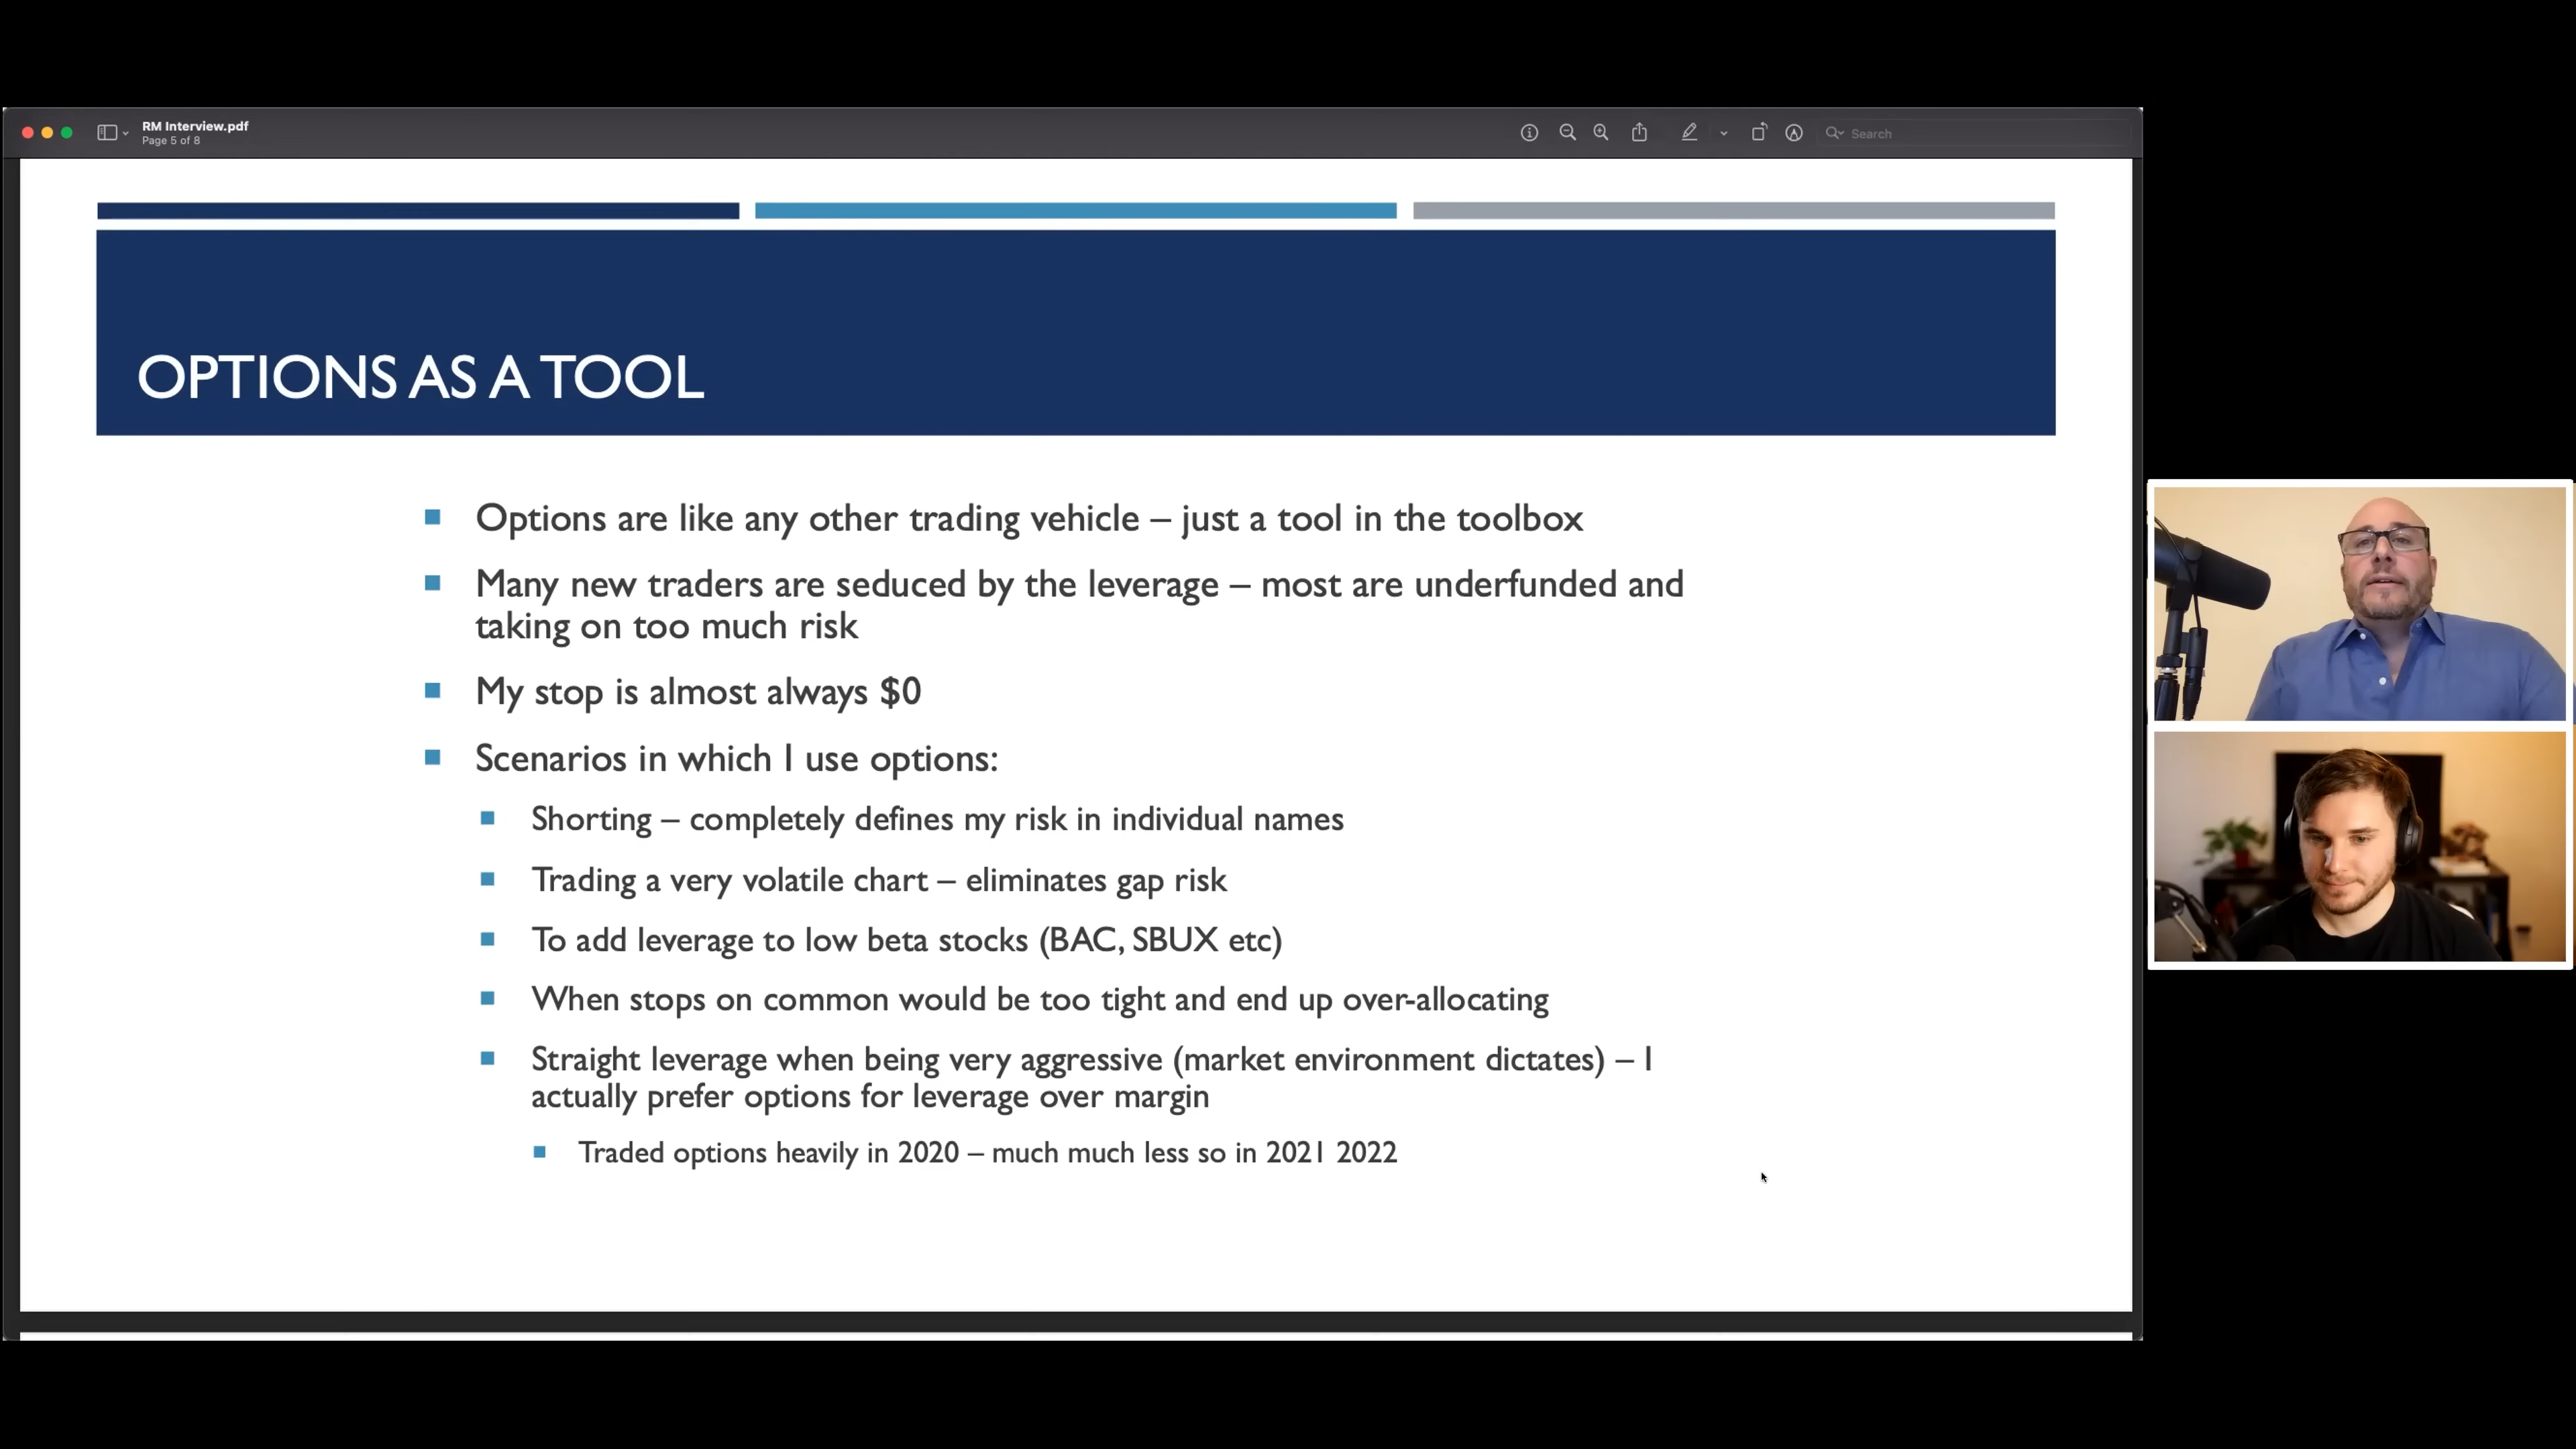 RM Interview.pdf
Page 5 of 8
Search
OPTIONS AS A TOOL
Options are like any other trading vehicle – just a tool in the toolbox
Many new traders are seduced by the leverage – most are underfunded and
taking on too much risk
My stop is almost always $0
Scenarios in which I use options:
Shorting – completely defines my risk in individual names
Trading a very volatile chart – eliminates gap risk
To add leverage to low beta stocks (BAC, SBUX etc)
When stops on common would be too tight and end up over-allocating
Straight leverage when being very aggressive (market environment dictates) – I
actually prefer options for leverage over margin
Traded options heavily in 2020 – much much less so in 2021 2022